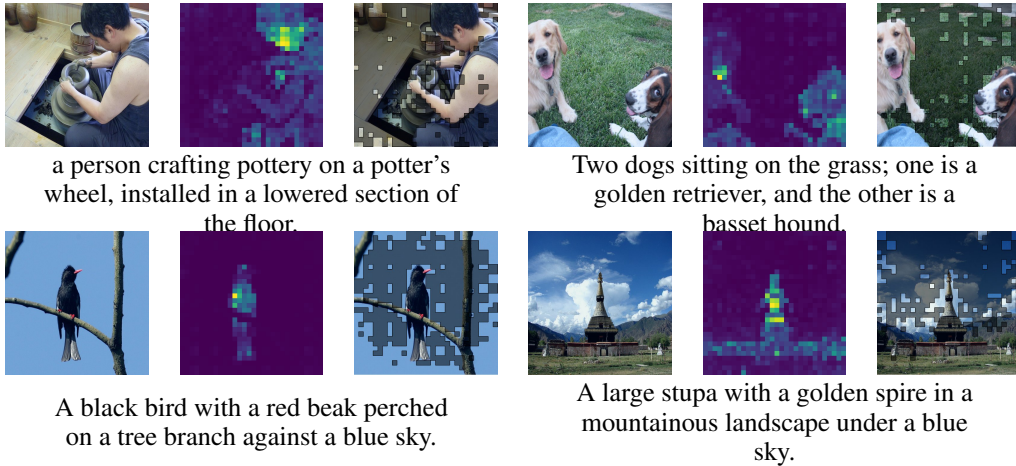 a person crafting pottery on a potter's
wheel, installed in a lowered section of
the floor.
Two dogs sitting on the grass; one is a
golden retriever, and the other is a
basset hound.
A black bird with a red beak perched
on a tree branch against a blue sky.
A large stupa with a golden spire in a
mountainous landscape under a blue
sky.